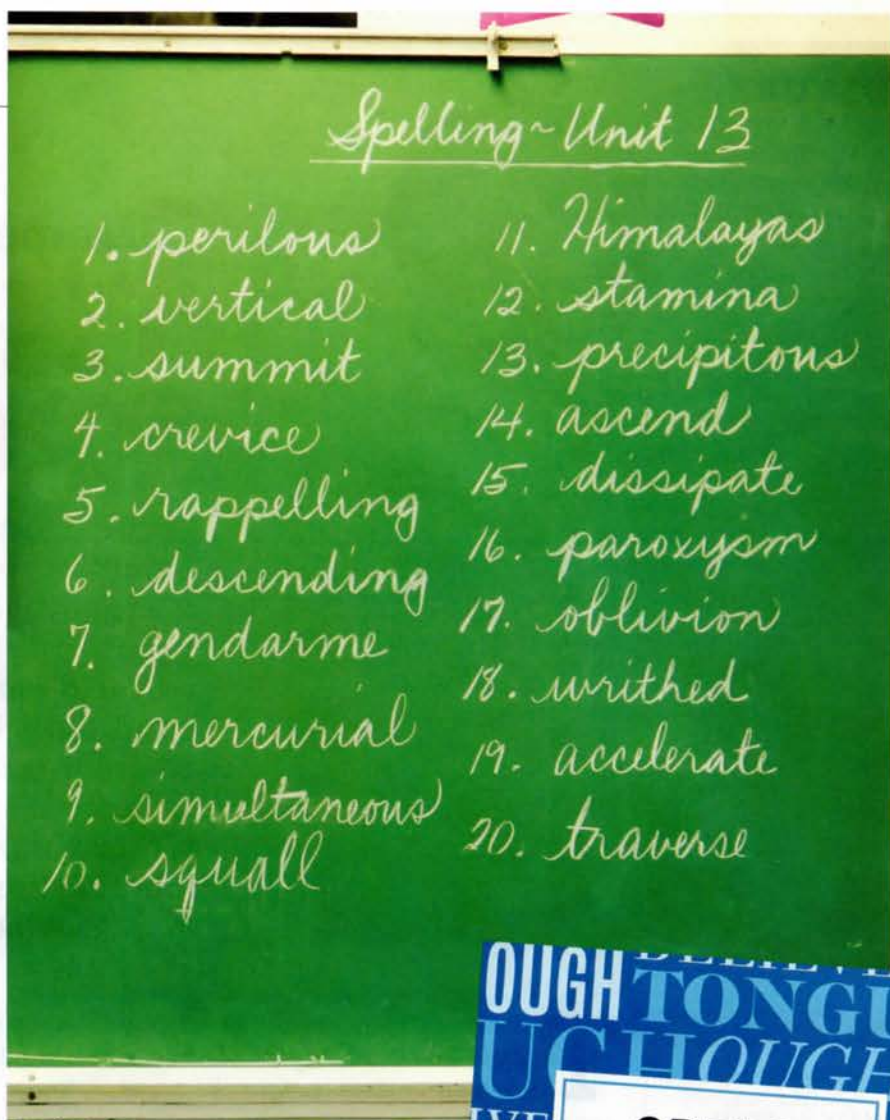 Spelling~Unit 13
1. perilous
2. vertical
3. summit
4. crevice
5. rappelling
6. descending
7. gendarme
8. mercurial
9. simultaneous
10. squall
11. Himalayas
12. stamina
13. precipitous
14. ascend
15. dissipate
16. paroxysm
17. oblivion
18. writhed
19. accelerate
20. traverse
OUGH
TONGU
UGHOUGH